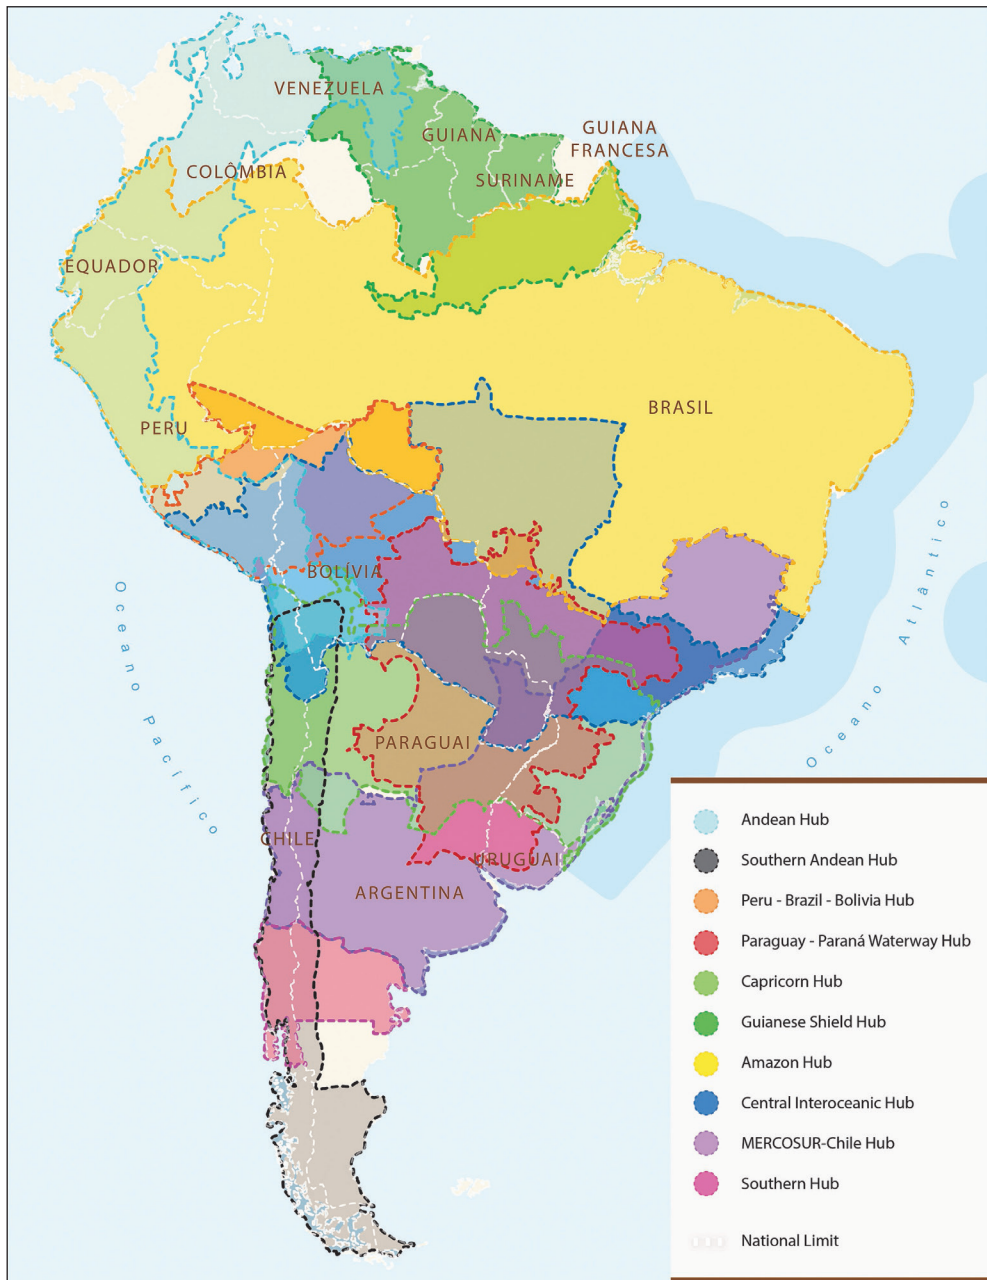 VENEZUELA
GUIANA
GUIANA
FRANCESA
SURINAME
COLÔMBIA
EQUADOR
BRASIL
PERU
BOLÍVIA
Oceano Pacífico
Oceano Atlântico
PARAGUAI
CHILE
URUGUAI
ARGENTINA
Andean Hub
Southern Andean Hub
Peru - Brazil - Bolivia Hub
Paraguay - Paraná Waterway Hub
Capricorn Hub
Guianese Shield Hub
Amazon Hub
Central Interoceanic Hub
MERCOSUR-Chile Hub
Southern Hub
National Limit